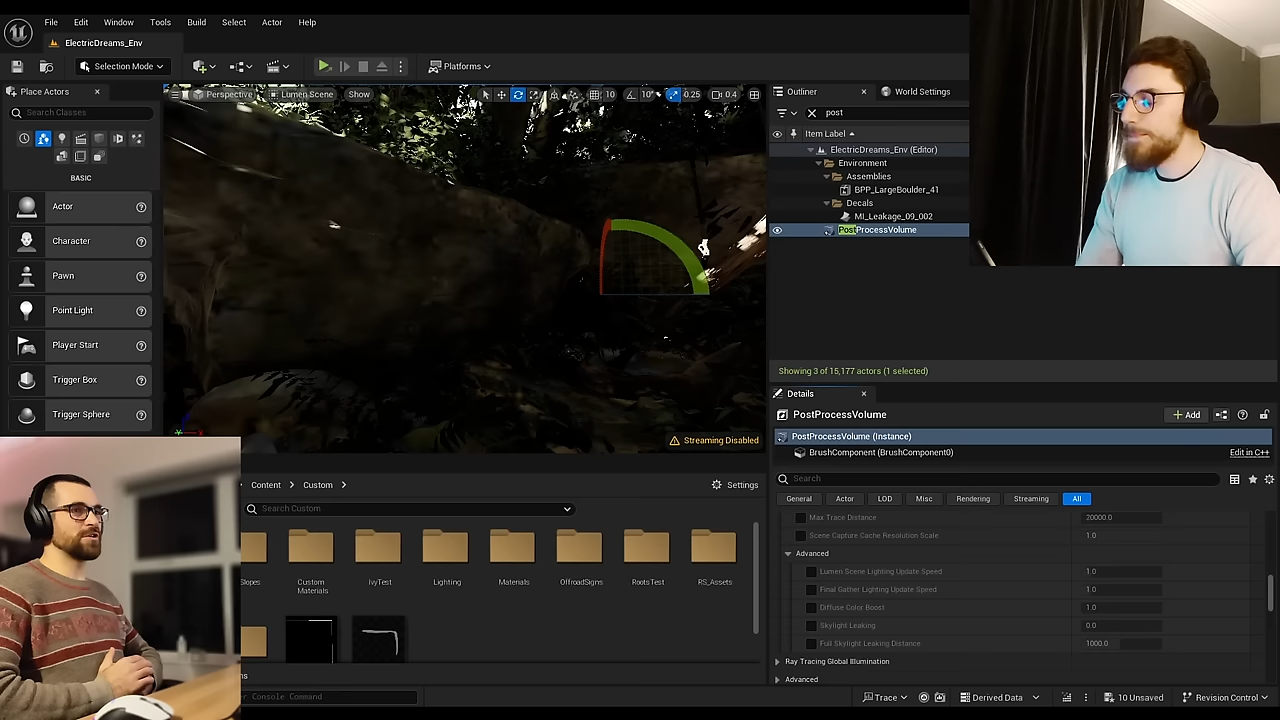 File Edit Window Tools Build Select Actor Help
ElectricDreams_Env
Selection Mode
Platforms
Place Actors
Search Classes
BASIC
Actor
Character
Pawn
Point Light
Player Start
Trigger Box
Trigger Sphere
Perspective Lumen Scene Show
10 10° 0.25 0.4
Streaming Disabled
Content Custom Settings
Search Custom
Slopes
Custom Materials
IvyTest
Lighting
Materials
OffroadSigns
RootsTest
RS_Assets
Console Command
Outliner World Settings
post
Item Label
ElectricDreams_Env (Editor)
Environment
Assemblies
BPP_LargeBoulder_41
Decals
MI_Leakage_09_002
PostProcessVolume
Showing 3 of 15,177 actors (1 selected)
Details
PostProcessVolume
Add
PostProcessVolume (Instance)
BrushComponent (BrushComponent0) Edit in C++
Search
General Actor LOD Misc Rendering Streaming All
Max Trace Distance 20000.0
Scene Capture Cache Resolution Scale 1.0
Advanced
Lumen Scene Lighting Update Speed 1.0
Final Gather Lighting Update Speed 1.0
Diffuse Color Boost 1.0
Skylight Leaking 0.0
Full Skylight Leaking Distance 1000.0
Ray Tracing Global Illumination
Advanced
Trace Derived Data 10 Unsaved Revision Control